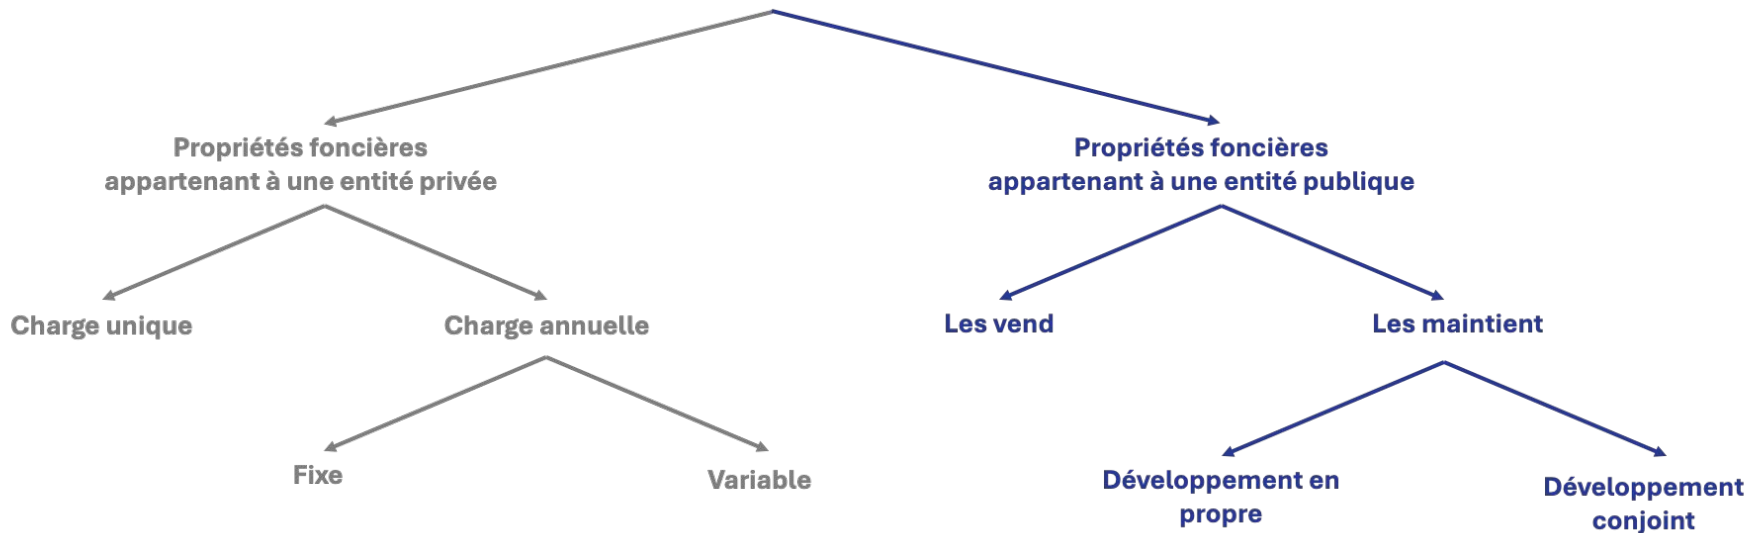 Propriétés foncières
appartenant à une entité privée
Propriétés foncières
appartenant à une entité publique
Charge unique
Charge annuelle
Les vend
Les maintient
Fixe
Variable
Développement en
propre
Développement
conjoint